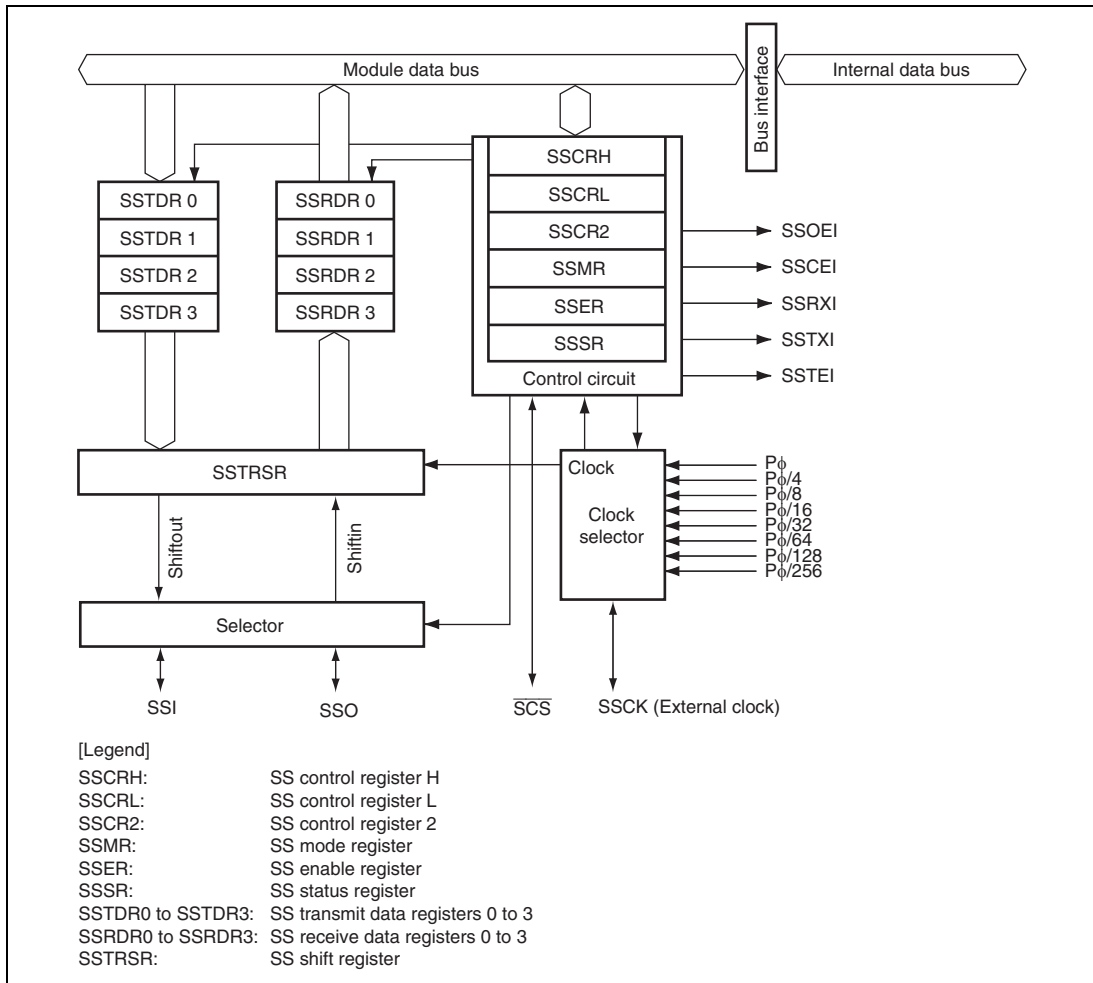 Module data bus
Bus interface
Internal data bus
SSTDR 0
SSTDR 1
SSTDR 2
SSTDR 3
SSRDR 0
SSRDR 1
SSRDR 2
SSRDR 3
SSCRH
SSCRL
SSCR2
SSMR
SSER
SSSR
Control circuit
SSOEI
SSCEI
SSRXI
SSTXI
SSTEI
SSTRSR
Clock
Clock
selector
Pϕ
Pϕ/4
Pϕ/8
Pϕ/16
Pϕ/32
Pϕ/64
Pϕ/128
Pϕ/256
Shiftout
Shiftin
Selector
SSI
SSO
S̅C̅S̅
SSCK (External clock)
[Legend]
SSCRH: SS control register H
SSCRL: SS control register L
SSCR2: SS control register 2
SSMR: SS mode register
SSER: SS enable register
SSSR: SS status register
SSTDR0 to SSTDR3: SS transmit data registers 0 to 3
SSRDR0 to SSRDR3: SS receive data registers 0 to 3
SSTRSR: SS shift register